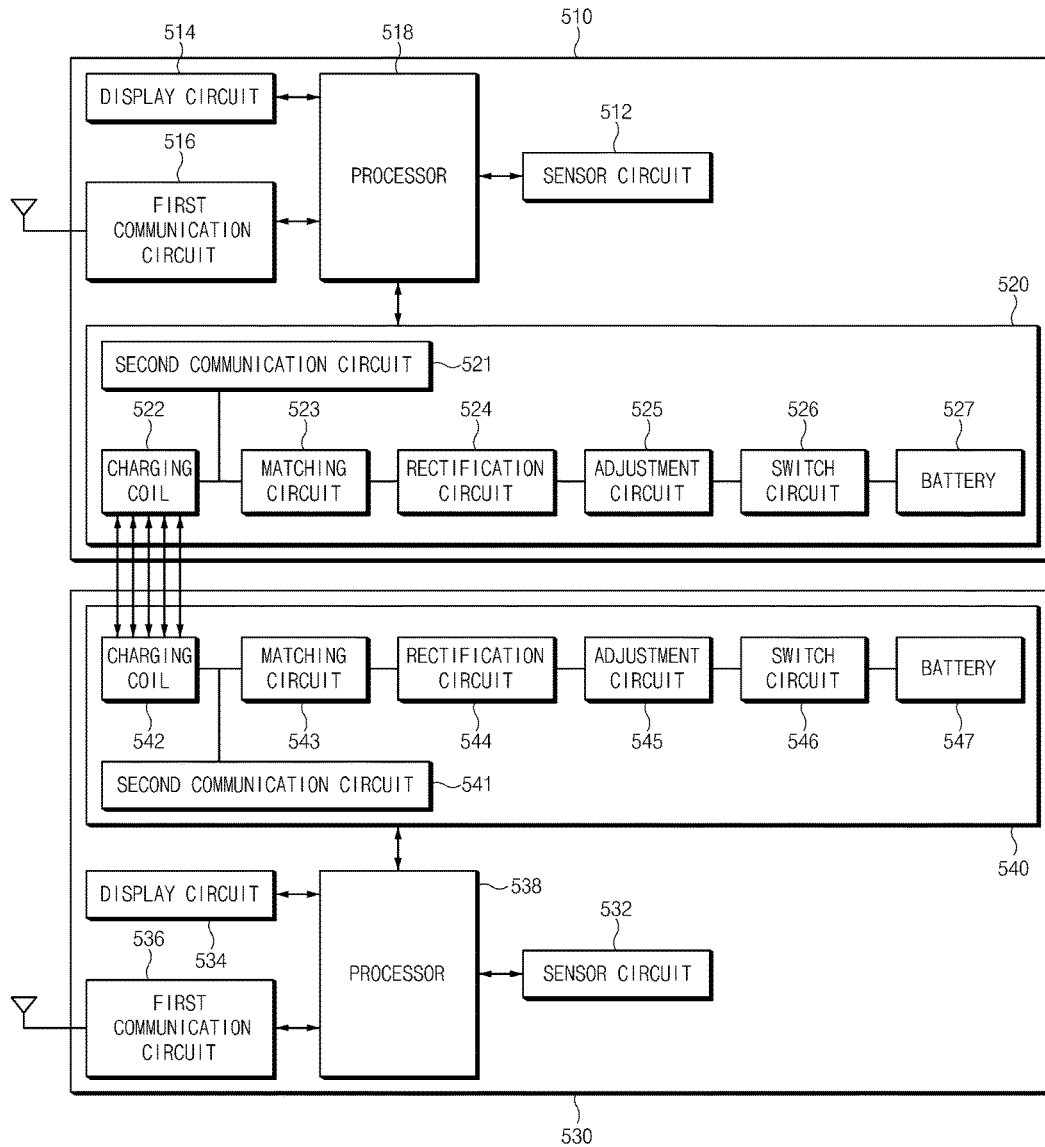 510
514
518
DISPLAY CIRCUIT
516
512
PROCESSOR
SENSOR CIRCUIT
FIRST
COMMUNICATION
CIRCUIT
520
SECOND COMMUNICATION CIRCUIT
521
522
523
524
525
526
527
CHARGING
COIL
MATCHING
CIRCUIT
RECTIFICATION
CIRCUIT
ADJUSTMENT
CIRCUIT
SWITCH
CIRCUIT
BATTERY
CHARGING
COIL
MATCHING
CIRCUIT
RECTIFICATION
CIRCUIT
ADJUSTMENT
CIRCUIT
SWITCH
CIRCUIT
BATTERY
542
543
544
545
546
547
SECOND COMMUNICATION CIRCUIT
541
540
DISPLAY CIRCUIT
538
534
532
536
PROCESSOR
SENSOR CIRCUIT
FIRST
COMMUNICATION
CIRCUIT
530